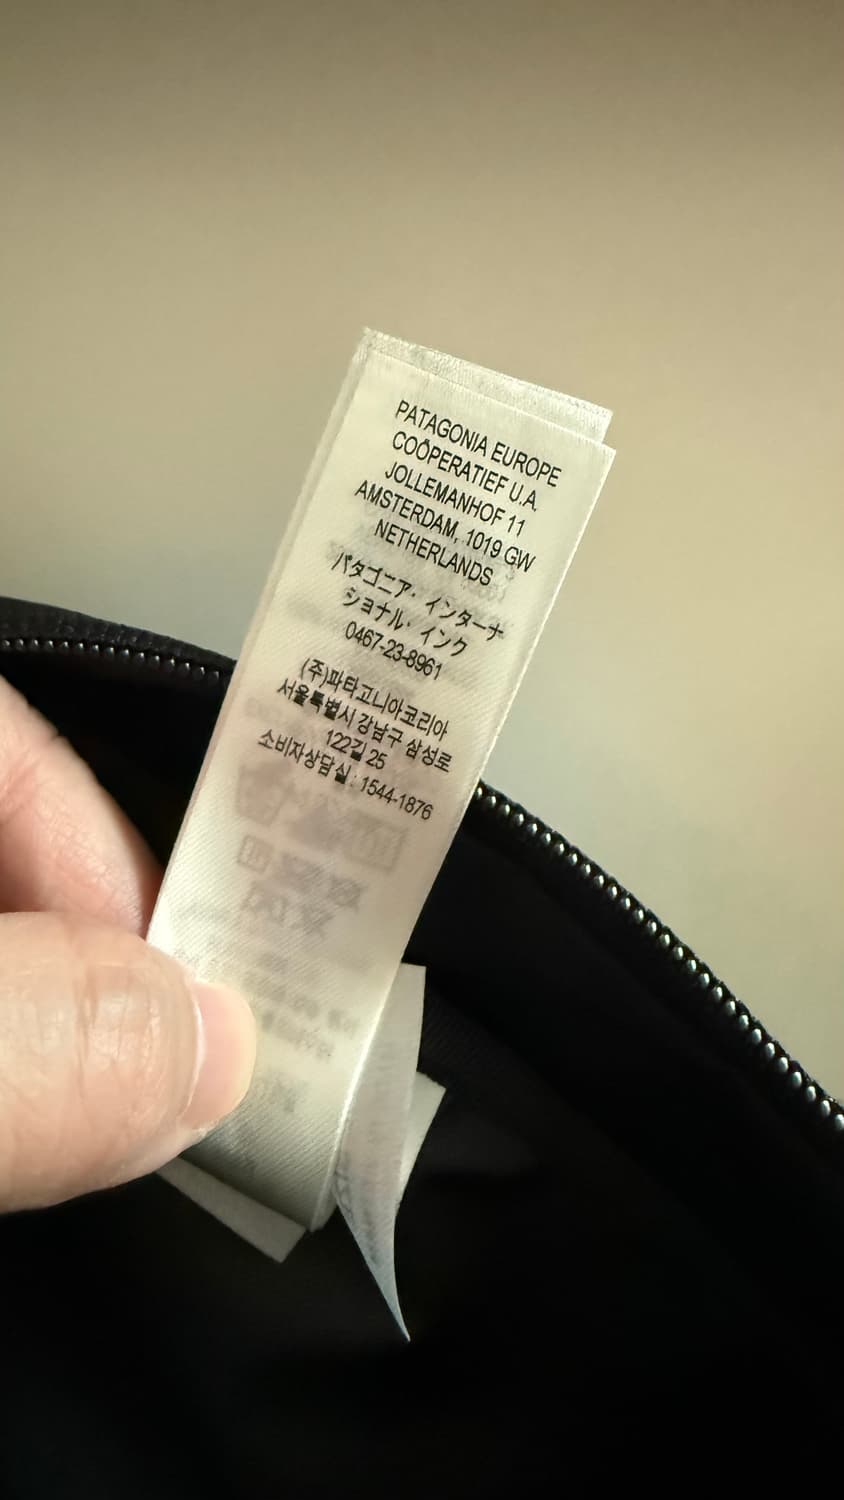 PATAGONIA EUROPE
COÖPERATIEF U.A.
JOLLEMANHOF 11
AMSTERDAM, 1019 GW
NETHERLANDS
パタゴニア・インターナ
ショナル・インク
0467-23-8961
(주)파타고니아코리아
서울특별시 강남구 삼성로
122길 25
소비자상담실 : 1544-1876